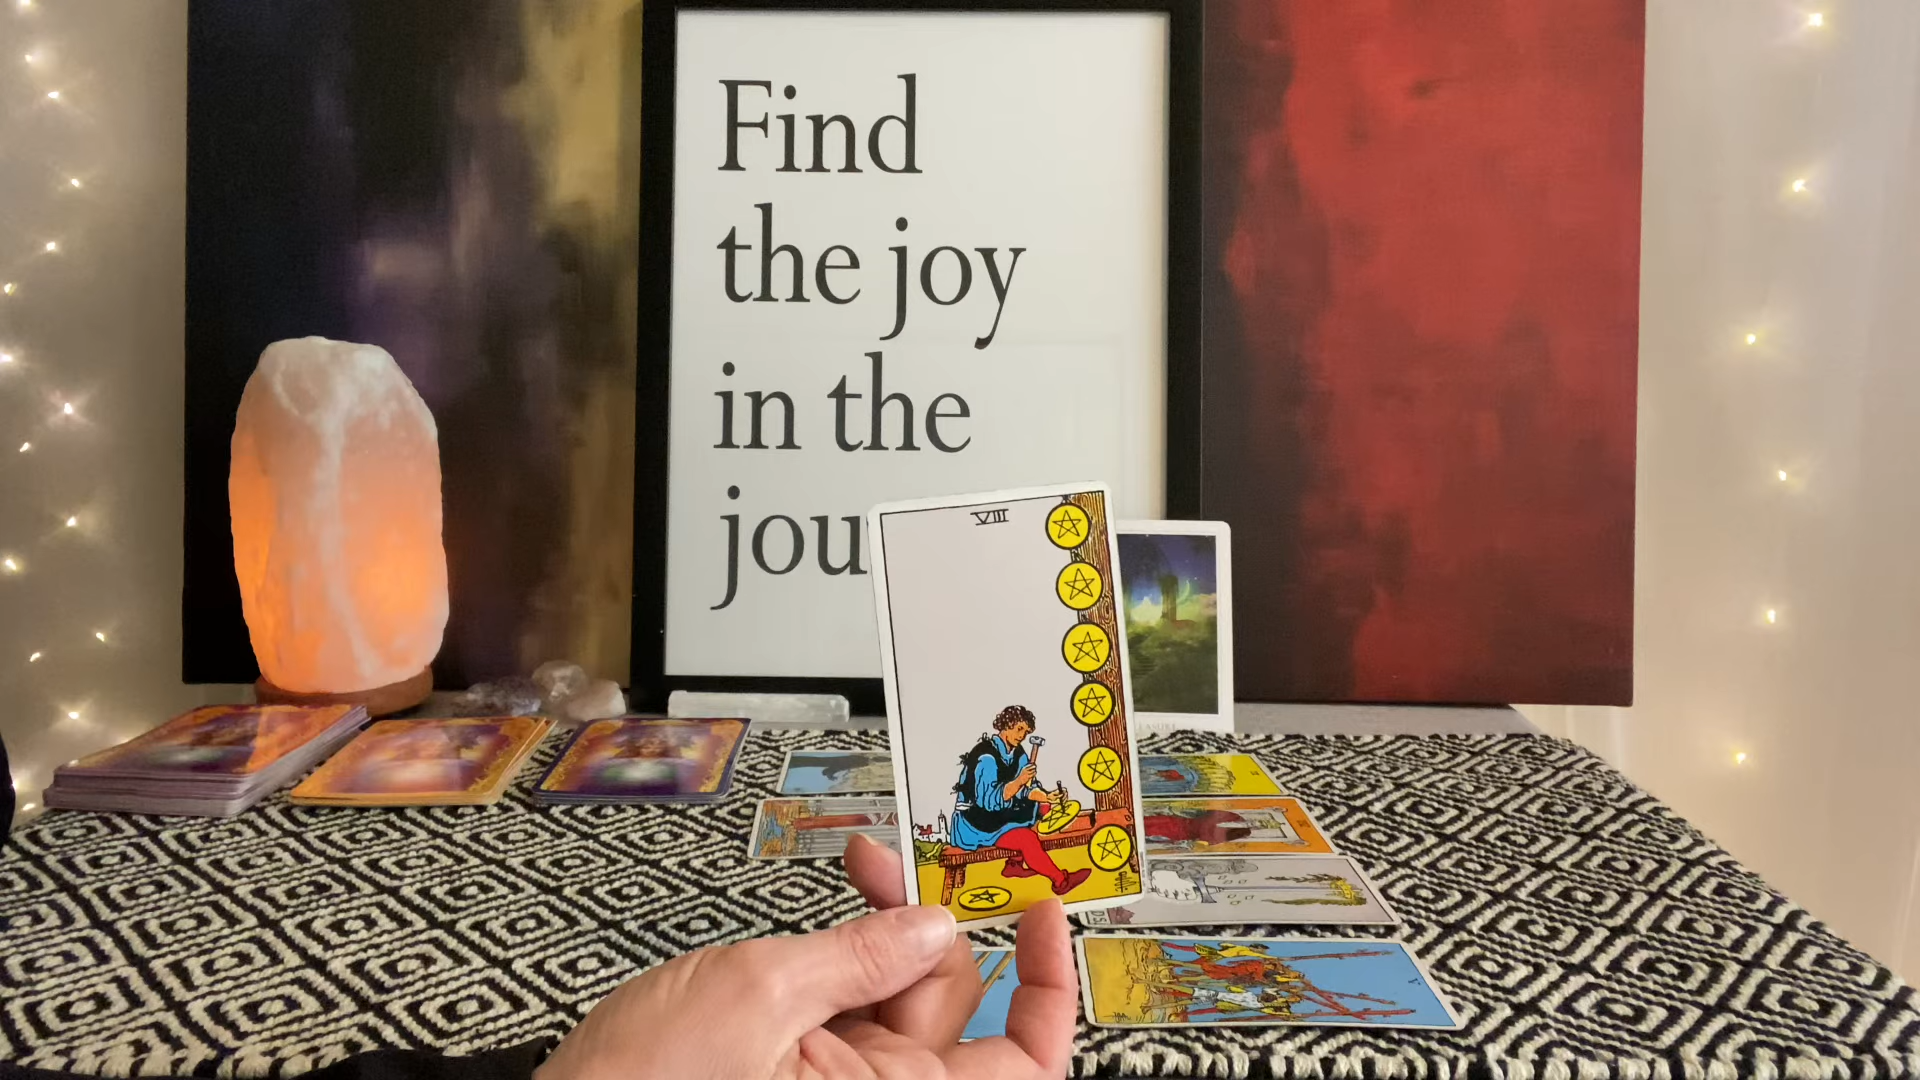 Find
the joy
in the
jou
VIII
V